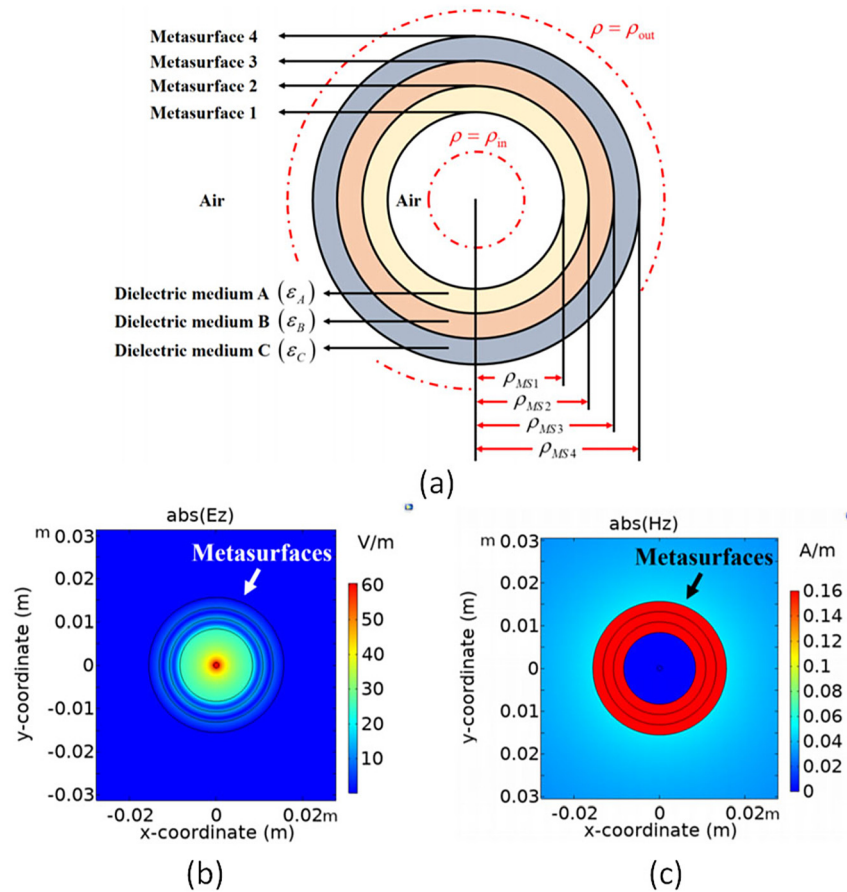 Metasurface 4
Metasurface 3
Metasurface 2
Metasurface 1
ρ = ρout
ρ = ρin
Air
Air
Dielectric medium A (εA)
Dielectric medium B (εB)
Dielectric medium C (εC)
ρMS1
ρMS2
ρMS3
ρMS4
(a)
abs(Ez)
m
V/m
Metasurfaces
0.03
0.02
0.01
0
-0.01
-0.02
-0.03
y-coordinate (m)
-0.02
0
0.02m
x-coordinate (m)
60
50
40
30
20
10
(b)
abs(Hz)
m
A/m
Metasurfaces
0.03
0.02
0.01
0
0.01
0.02
0.03
y-coordinate (m)
-0.02
0
0.02m
x-coordinate (m)
0.16
0.14
0.12
0.1
0.08
0.06
0.04
0.02
0
(c)